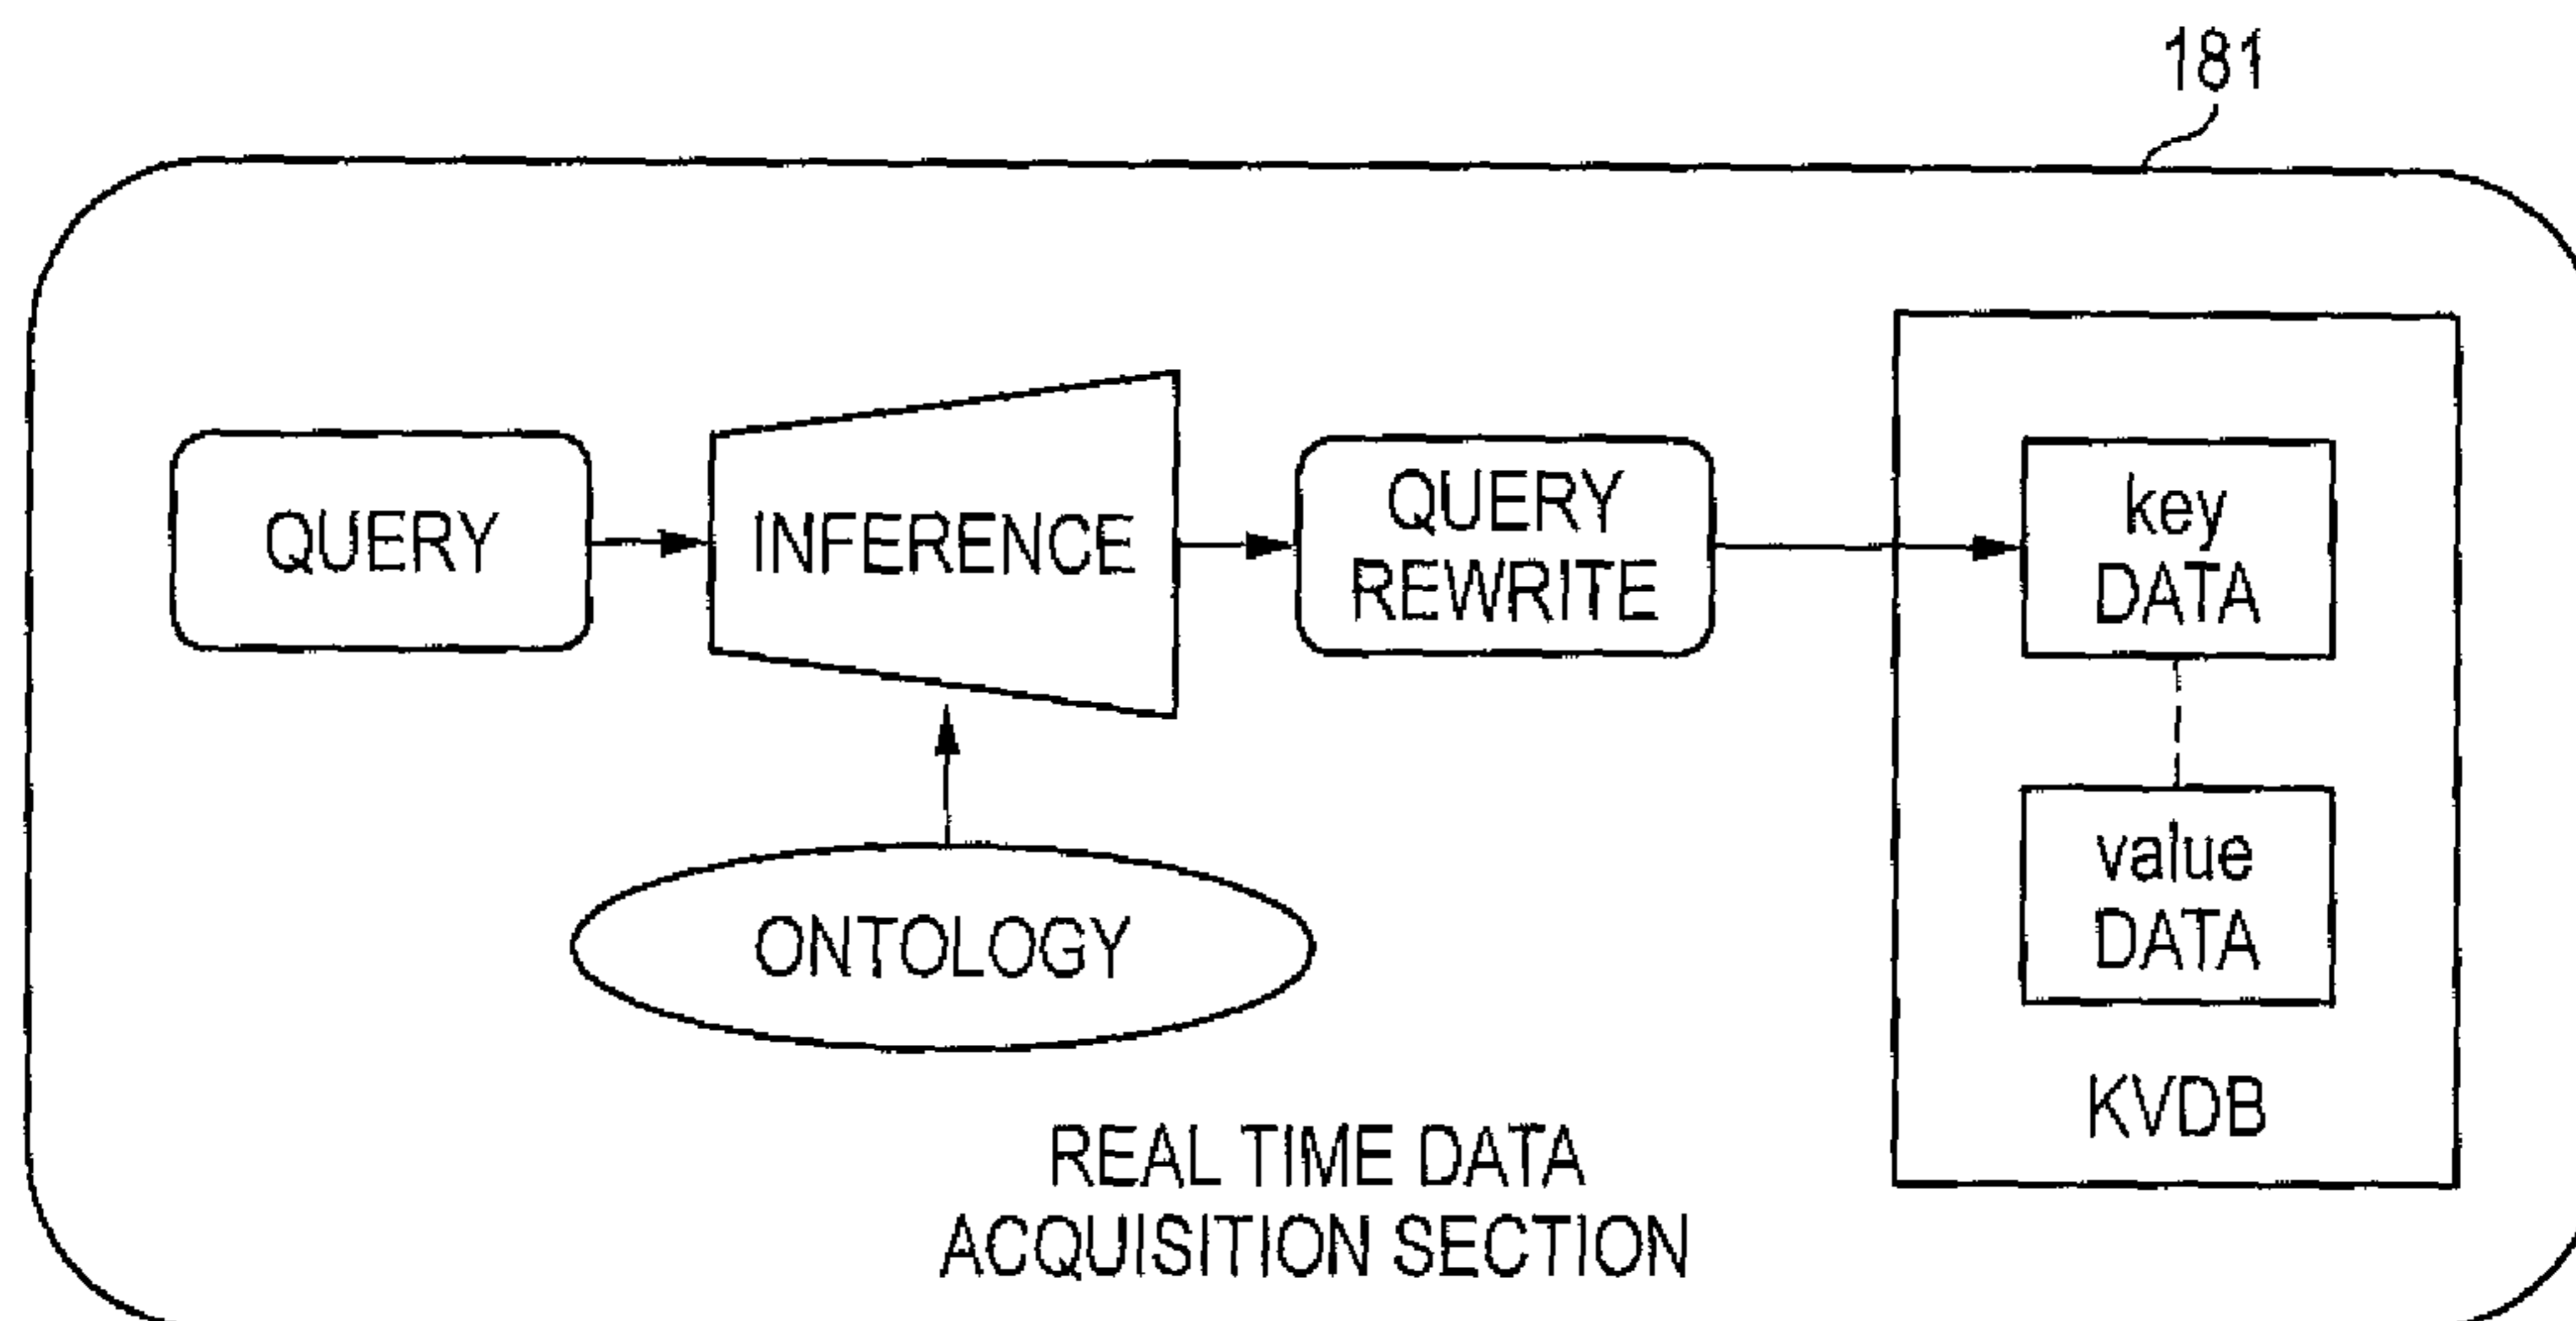 181
QUERY
INFERENCE
QUERY
REWRITE
key
DATA
ONTOLOGY
value
DATA
KVDB
REAL TIME DATA
ACQUISITION SECTION